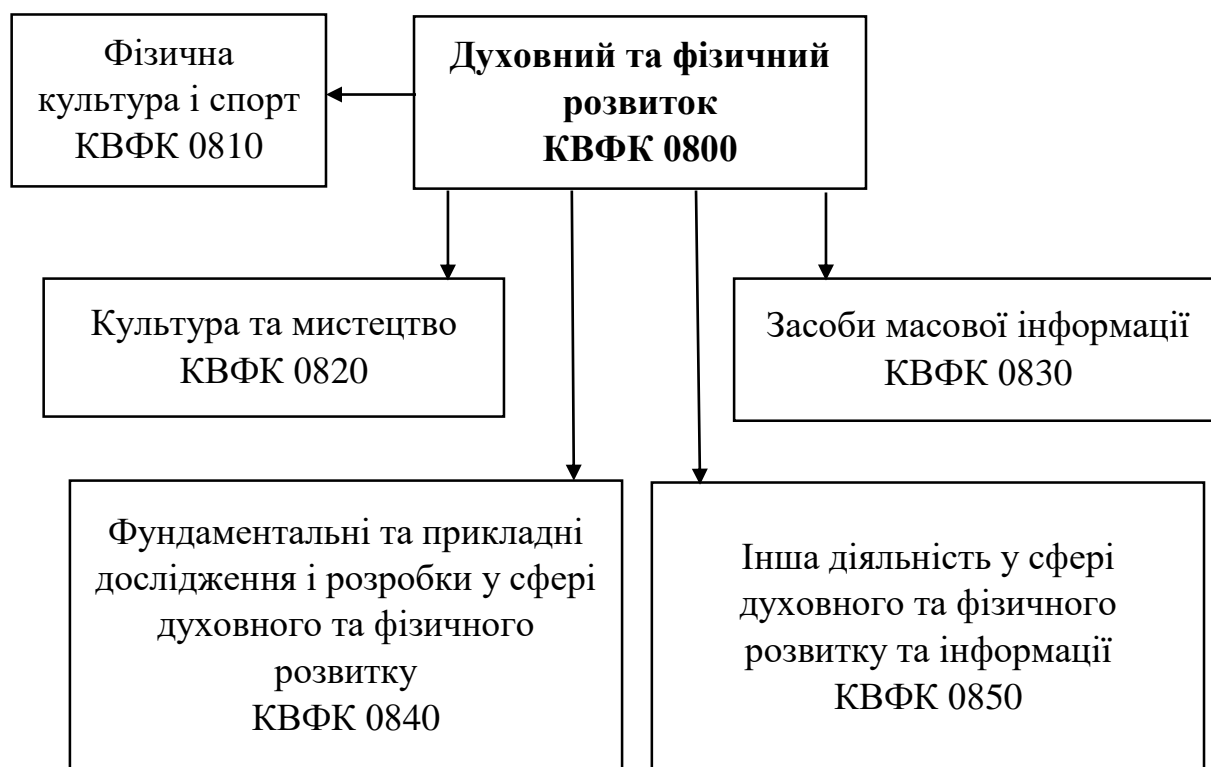 Фізична
культура і спорт
КВФК 0810
Духовний та фізичний
розвиток
КВФК 0800
Культура та мистецтво
КВФК 0820
Засоби масової інформації
КВФК 0830
Фундаментальні та прикладні
дослідження і розробки у сфері
духовного та фізичного
розвитку
КВФК 0840
Інша діяльність у сфері
духовного та фізичного
розвитку та інформації
КВФК 0850